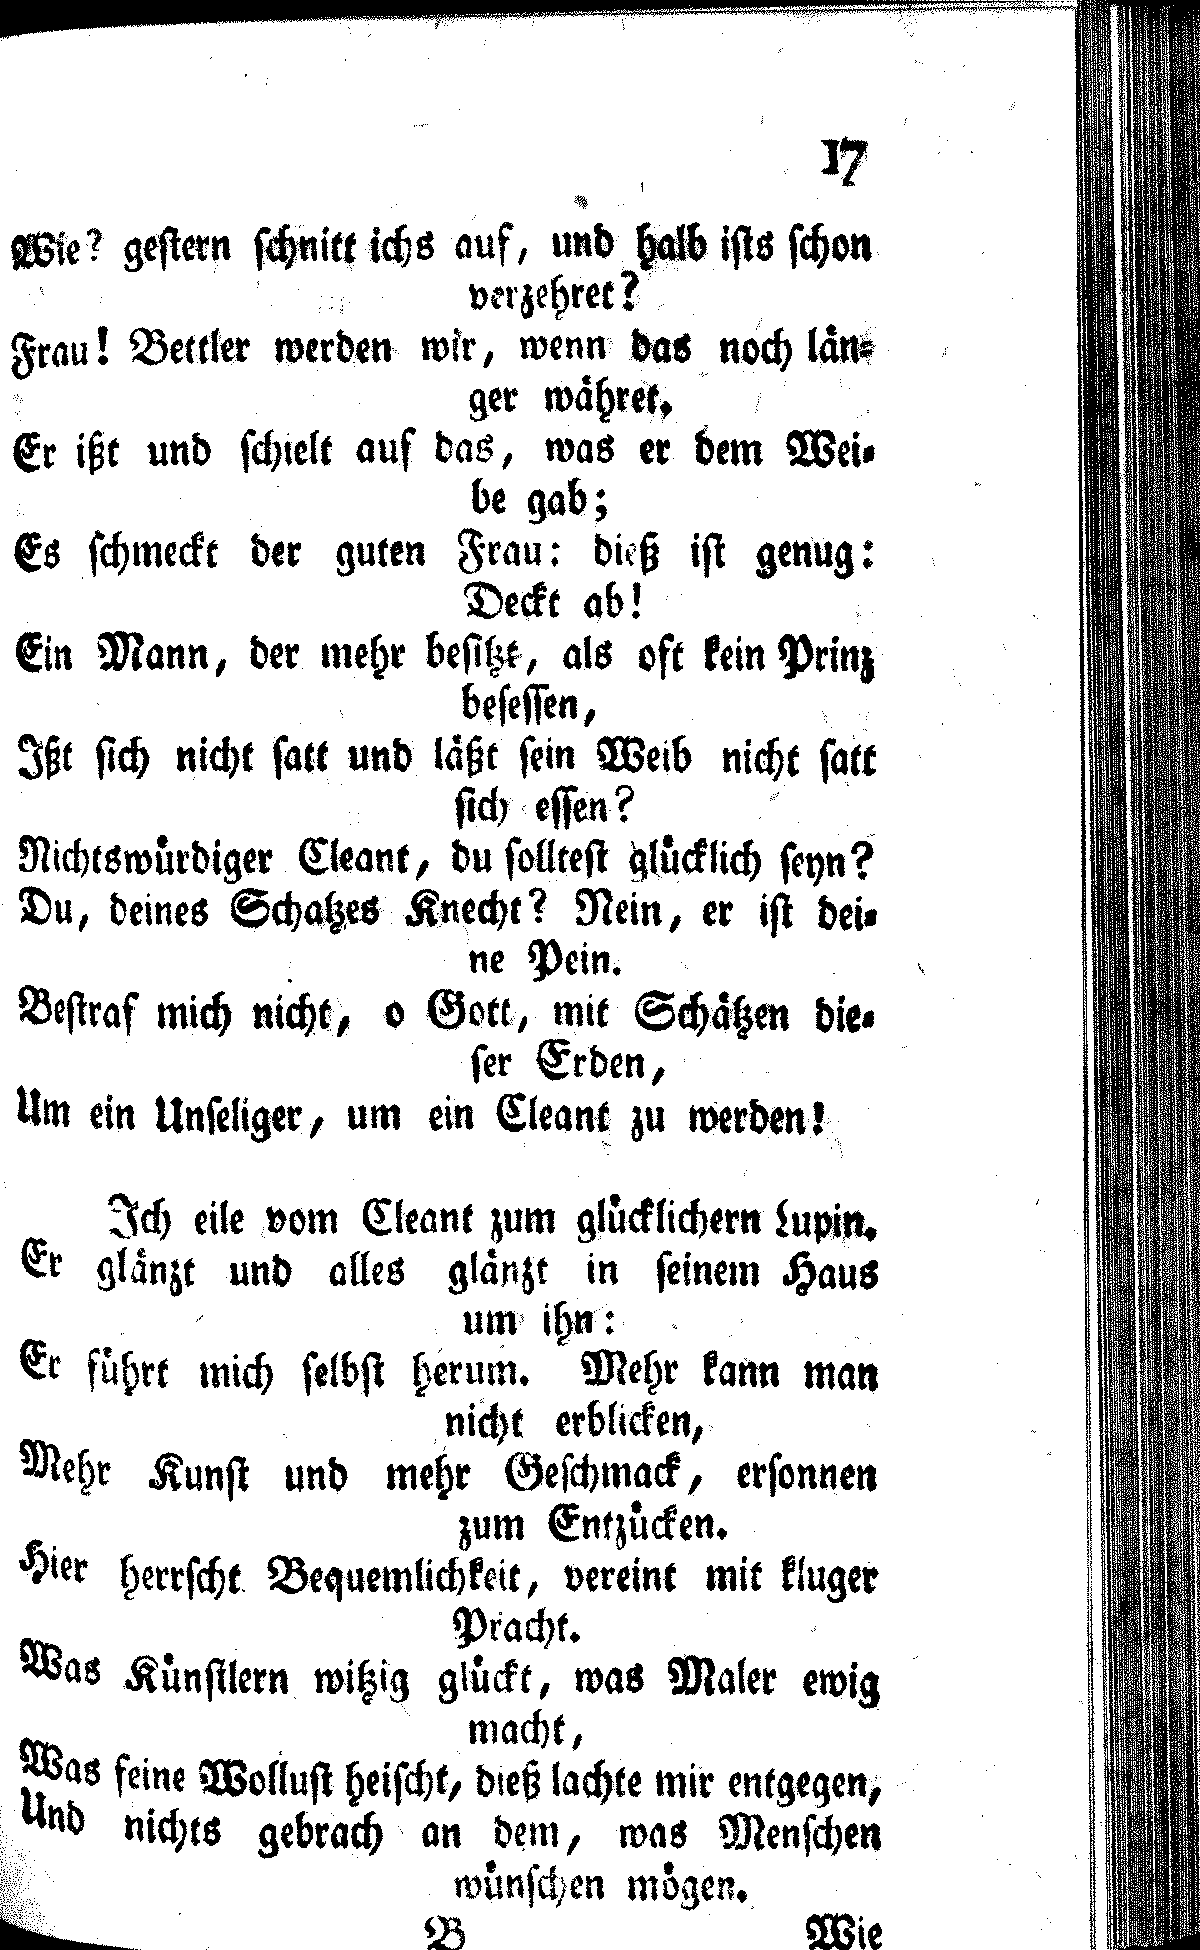 17
Wie? gestern schnitt ichs auf, und halb ists schon
verzehret?
Frau! Bettler werden wir, wenn das noch län-
ger währet.
Er ißt und schielt auf das, was er dem Wei-
be gab;
Es schmeckt der guten Frau: dieß ist genug:
Deckt ab!
Ein Mann, der mehr besitzt, als oft kein Prinz
besessen,
Ißt sich nicht satt und läßt sein Weib nicht satt
sich essen?
Nichtswürdiger Cleant, du solltest glücklich seyn?
Du, deines Schatzes Knecht? Nein, er ist dei-
ne Pein.
Bestraf mich nicht, o Gott, mit Schätzen die-
ser Erden,
Um ein Unseliger, um ein Cleant zu werden!
Ich eile vom Cleant zum glücklichern Lupin.
Er glänzt und alles glänzt in seinem Haus
um ihn:
Er führt mich selbst herum. Mehr kann man
nicht erblicken,
Mehr Kunst und mehr Geschmack, ersonnen
zum Entzücken.
Hier herrscht Bequemlichkeit, vereint mit kluger
Pracht.
Was Künstlern witzig glückt, was Maler ewig
macht,
Was feine Wollust heischt, dieß lachte mir entgegen,
Und nichts gebrach an dem, was Menschen
wünschen mögen.
B Wie